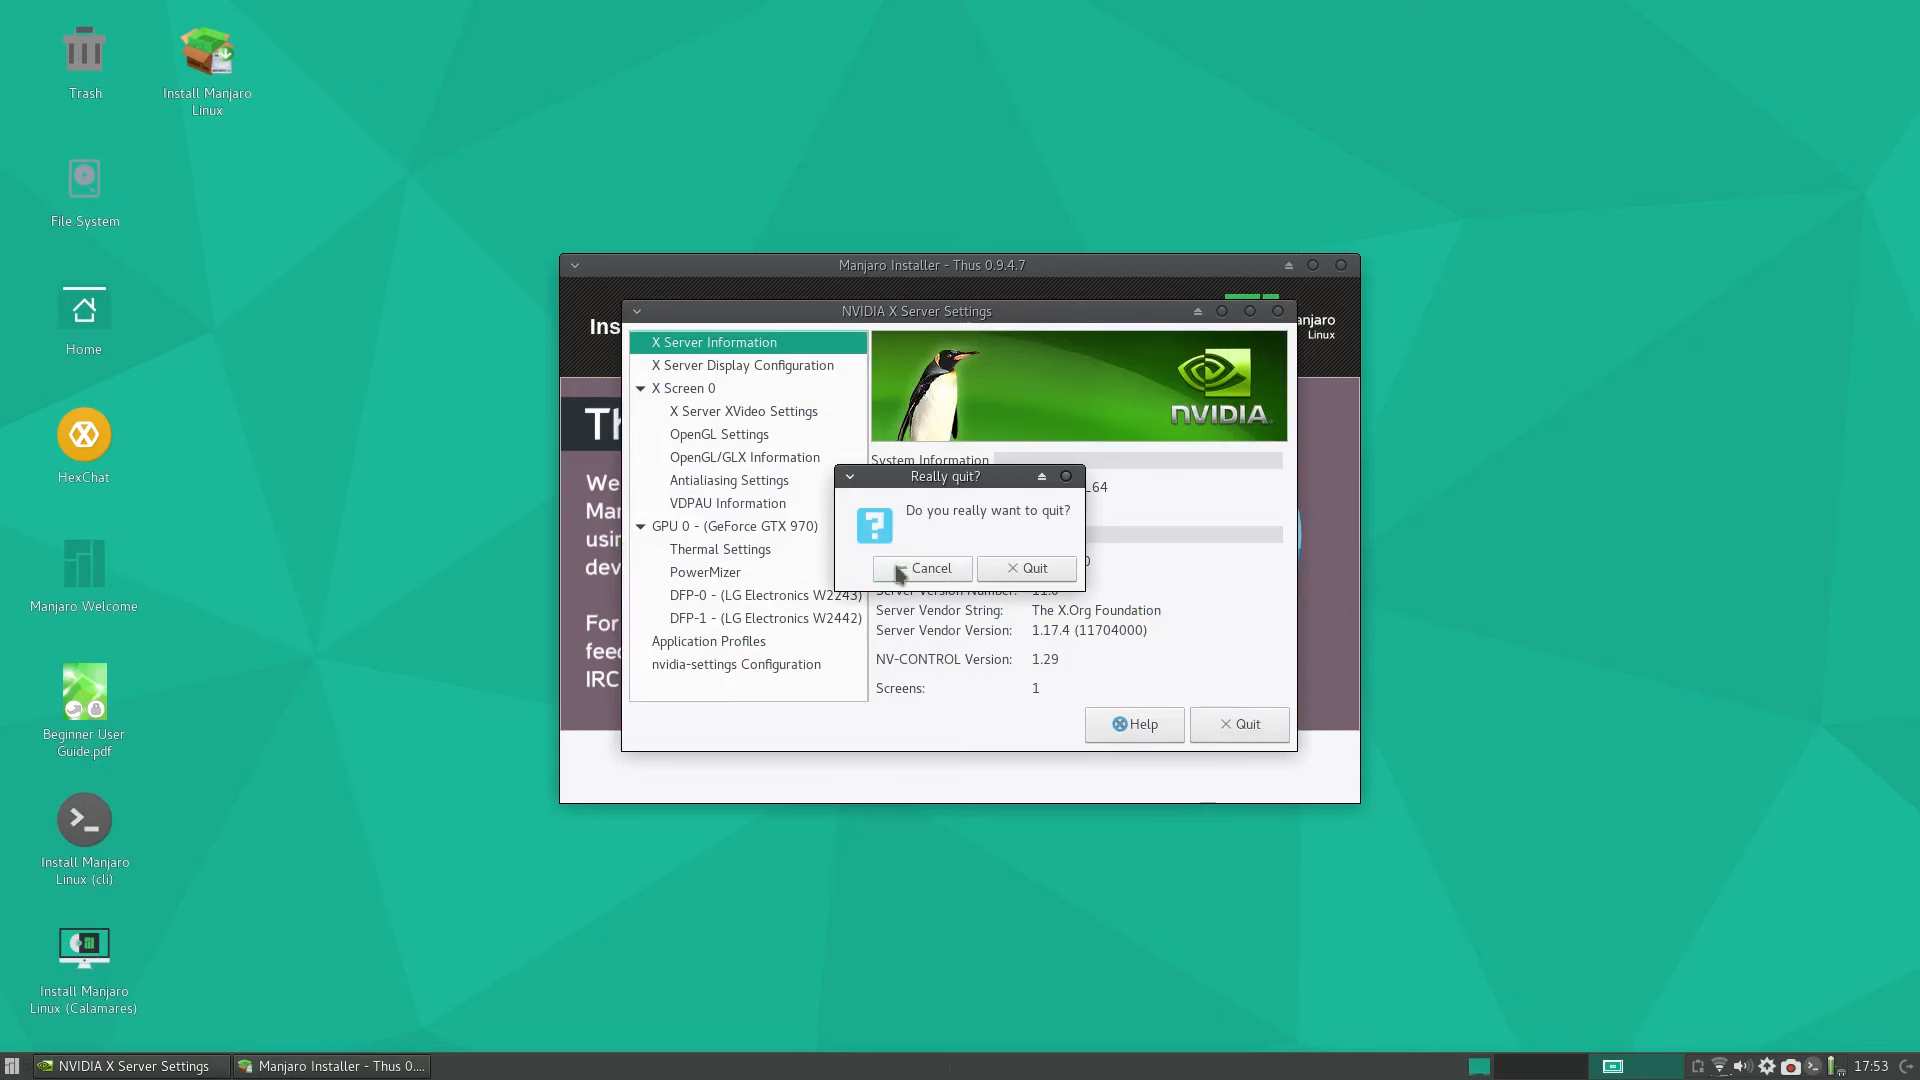 Trash
Install Manjaro
Linux
File System
Home
HexChat
Manjaro Welcome
Beginner User
Guide.pdf
Install Manjaro
Linux (cli)
Install Manjaro
Linux (Calamares)
Manjaro Installer - Thus 0.9.4.7
Ins
anjaro
Linux
Th
We
Mar
usin
dev
For
feed
IRC
NVIDIA X Server Settings
X Server Information
X Server Display Configuration
X Screen 0
X Server XVideo Settings
OpenGL Settings
OpenGL/GLX Information
Antialiasing Settings
VDPAU Information
GPU 0 - (GeForce GTX 970)
Thermal Settings
PowerMizer
DFP-0 - (LG Electronics W2243)
DFP-1 - (LG Electronics W2442)
Application Profiles
nvidia-settings Configuration
NVIDIA
System Information
_64
0
Server Version Number: 11.0
Server Vendor String: The X.Org Foundation
Server Vendor Version: 1.17.4 (11704000)
NV-CONTROL Version: 1.29
Screens: 1
Help
Quit
Really quit?
Do you really want to quit?
Cancel
Quit
NVIDIA X Server Settings
Manjaro Installer - Thus 0....
17:53